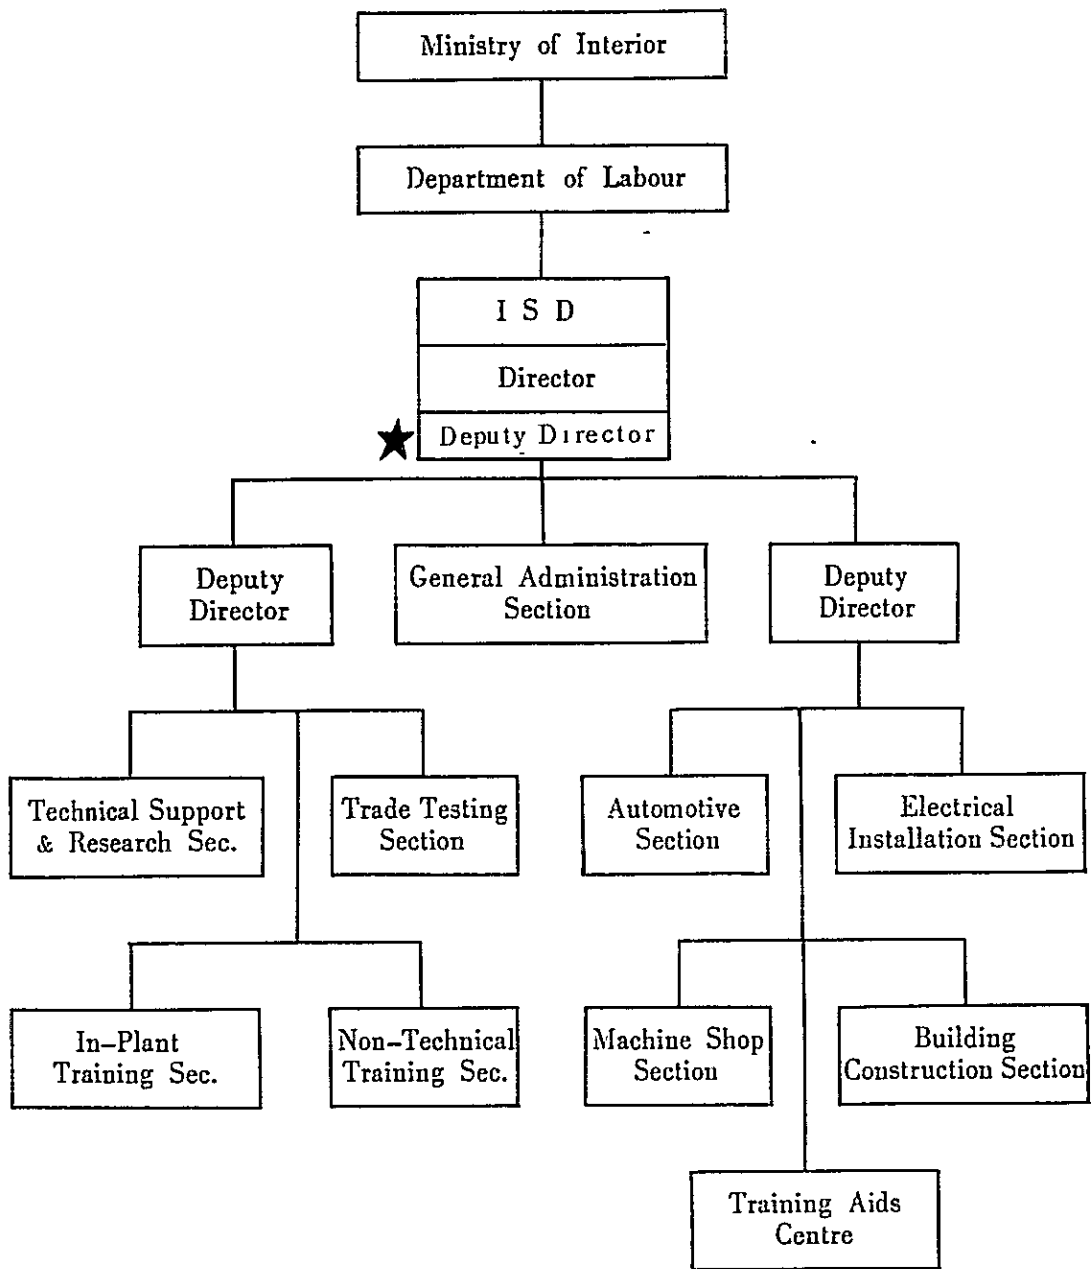 Ministry of Interior
Department of Labour
I S D
Director
Deputy Director
Deputy
Director
General Administration
Section
Deputy
Director
Technical Support
& Research Sec.
Trade Testing
Section
Automotive
Section
Electrical
Installation Section
In-Plant
Training Sec.
Non-Technical
Training Sec.
Machine Shop
Section
Building
Construction Section
Training Aids
Centre